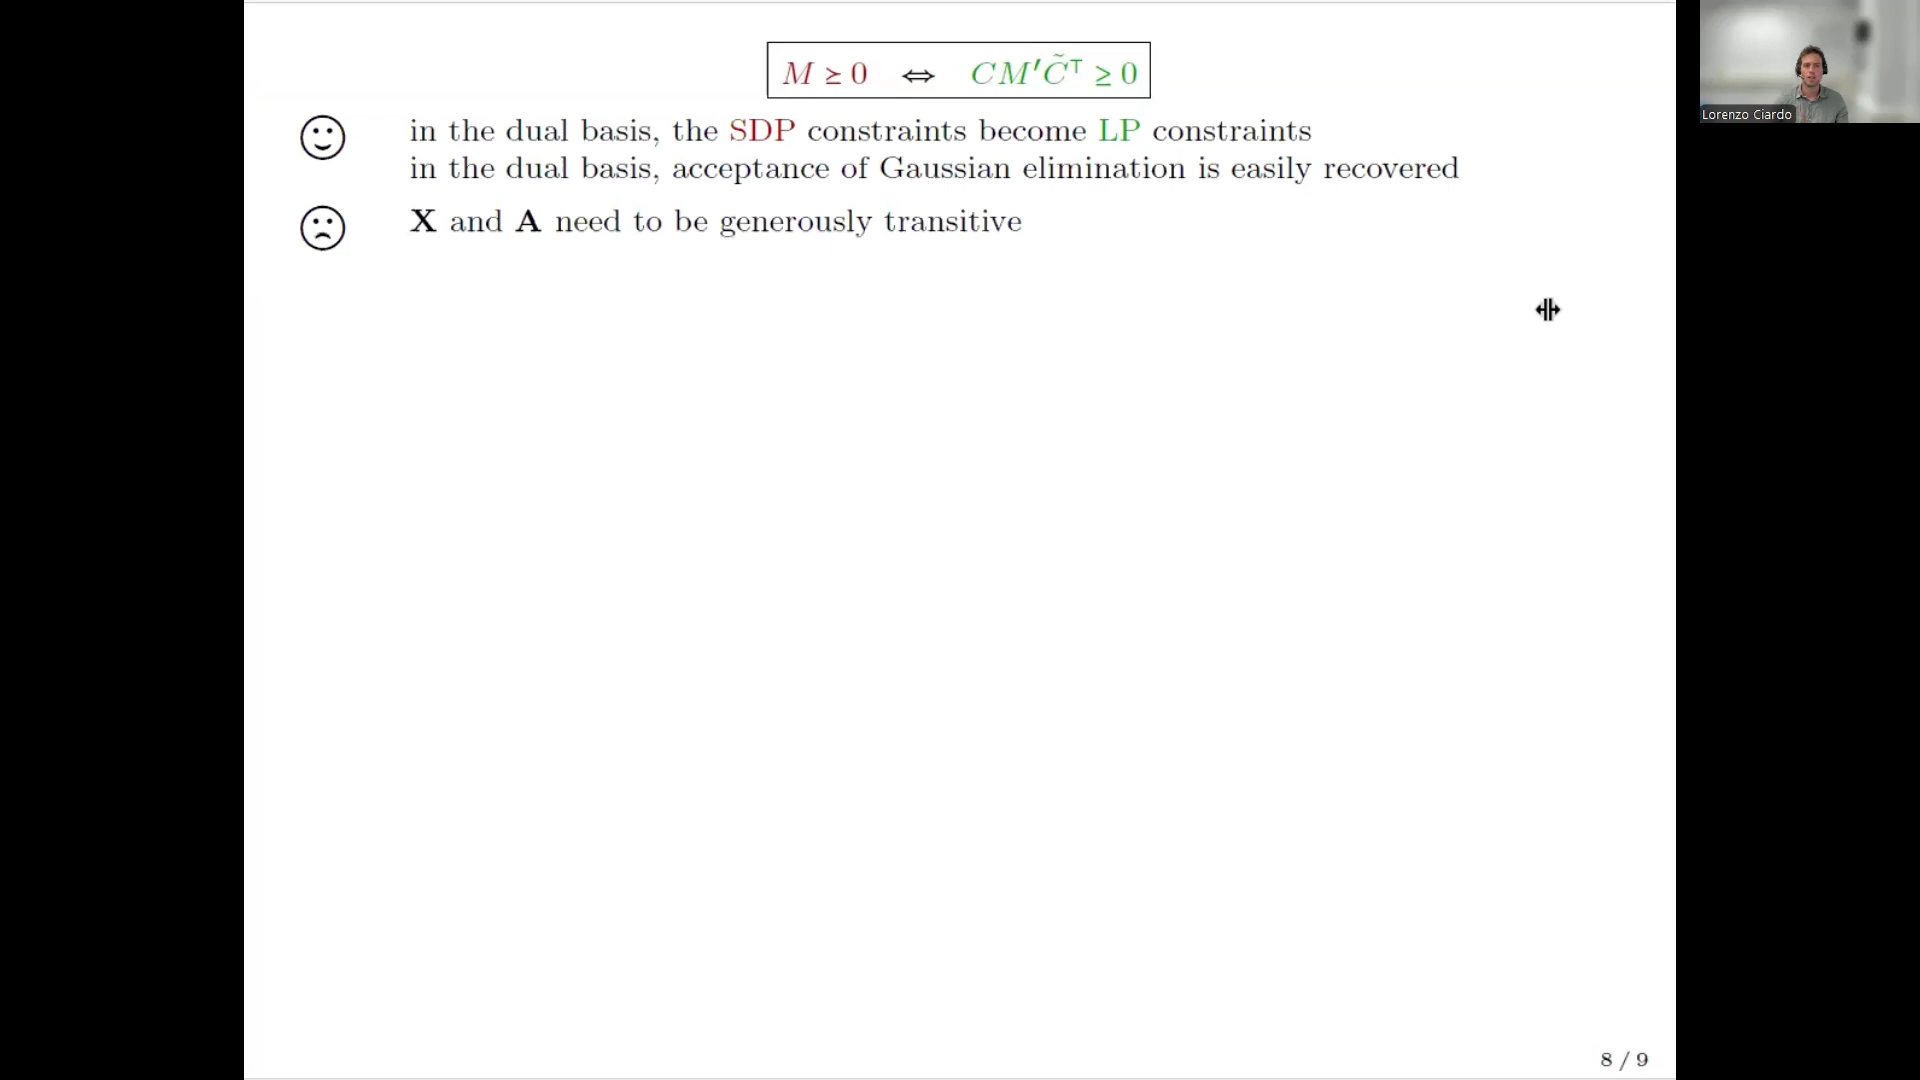 M ≽ 0 ⇔ CM′C̃ᵀ ≥ 0
in the dual basis, the SDP constraints become LP constraints
in the dual basis, acceptance of Gaussian elimination is easily recovered
X and A need to be generously transitive
8 / 9
Lorenzo Ciardo